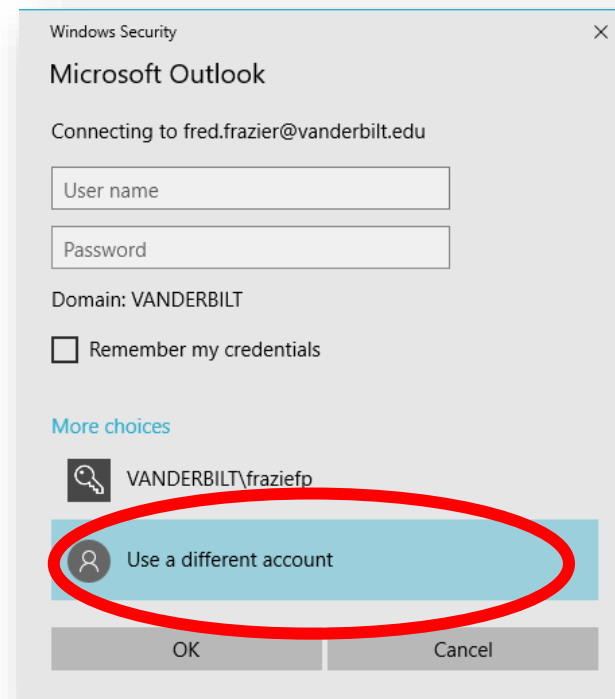 Windows Security
Microsoft Outlook
Connecting to fred.frazier@vanderbilt.edu
User name
Password
Domain: VANDERBILT
Remember my credentials
More choices
VANDERBILT\fraziefp
Use a different account
OK
Cancel